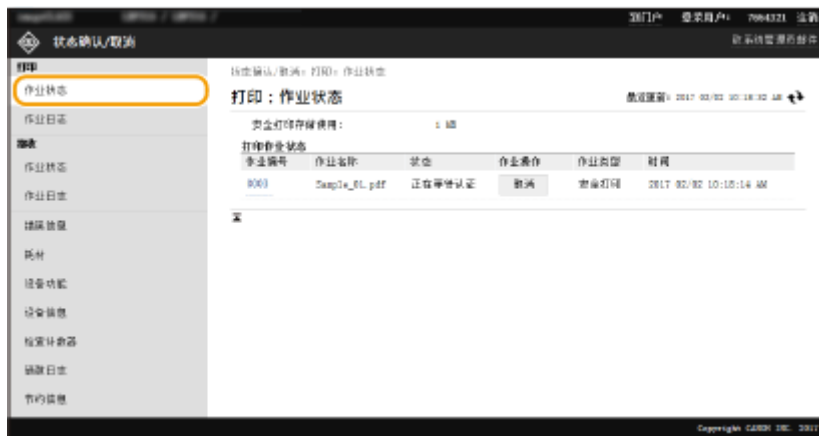 到门户 登录用户: 7654321 注销
状态确认/取消
致系统管理员邮件
打印
作业状态
作业日志
接收
作业状态
作业日志
错误信息
耗材
设备功能
设备信息
检查计数器
碎酸日志
节约信息
状态确认/取消: 打印: 作业状态
打印:作业状态
最近更新: 2017 02/02 10:18:32 AM
安全打印存储使用: 1 KB
打印作业状态
作业编号 作业名称 状态 作业操作 作业类型 时间
0001 Sample_01.pdf 正在等待认证 取消 安全打印 2017 02/02 10:18:14 AM
Copyright CANON INC. 2017